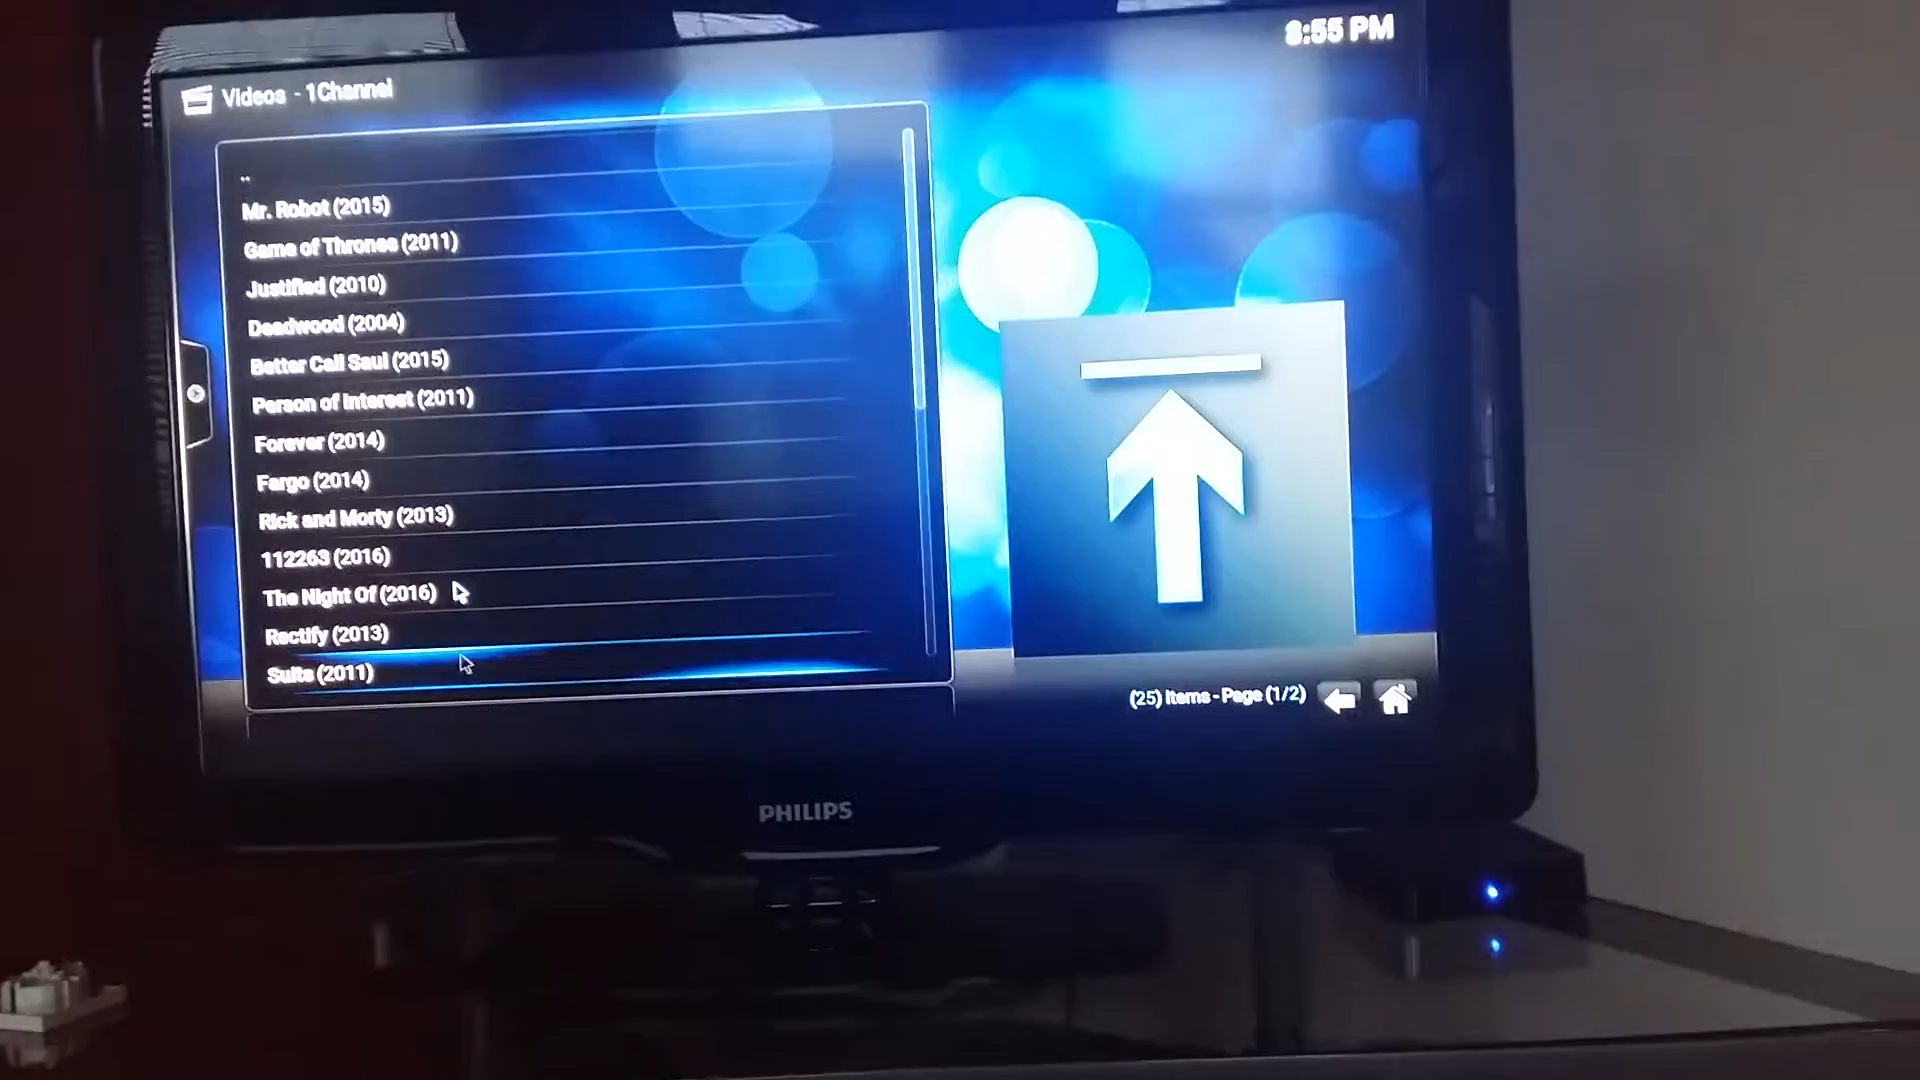 8:55 PM
Videos - 1Channel
..
Mr. Robot (2015)
Game of Thrones (2011)
Justified (2010)
Deadwood (2004)
Better Call Saul (2015)
Person of Interest (2011)
Forever (2014)
Fargo (2014)
Rick and Morty (2013)
112263 (2016)
The Night Of (2016)
Rectify (2013)
Suits (2011)
(25) Items - Page (1/2)
PHILIPS